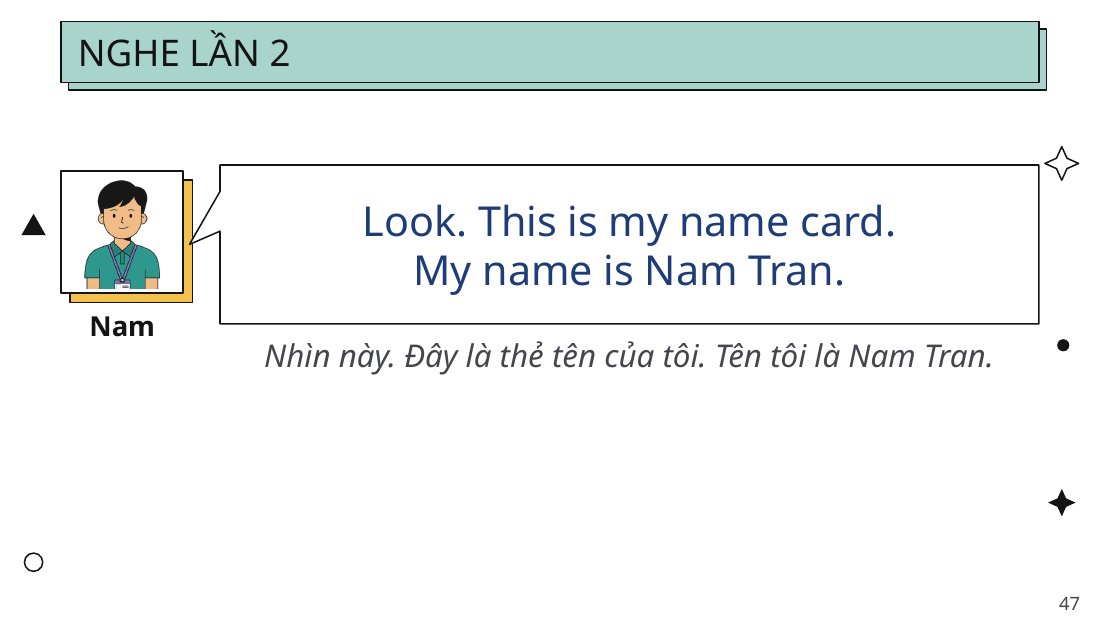 NGHE LẦN 2
Look. This is my name card.
My name is Nam Tran.
Nam
Nhìn này. Đây là thẻ tên của tôi. Tên tôi là Nam Tran.
47